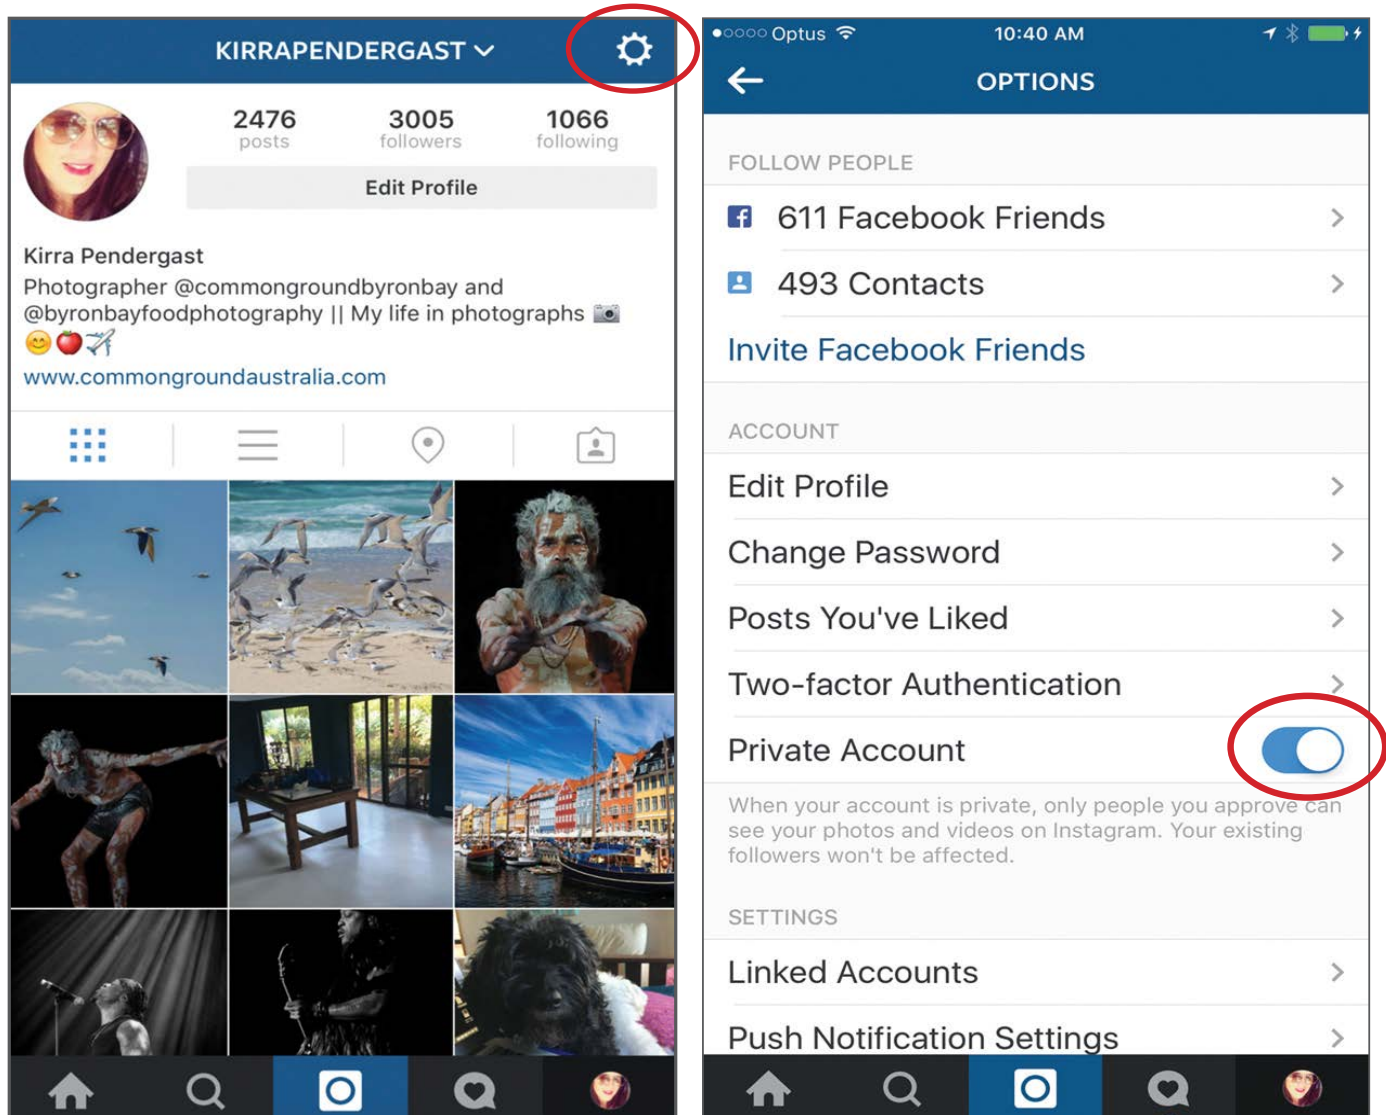 KIRRAPENDERGAST
2476 3005 1066
posts followers following
Edit Profile
Kirra Pendergast
Photographer @commongroundbyronbay and
@byronbayfoodphotography || My life in photographs 📷
😊🍎✈️
www.commongroundaustralia.com
Optus 10:40 AM
OPTIONS
FOLLOW PEOPLE
611 Facebook Friends
493 Contacts
Invite Facebook Friends
ACCOUNT
Edit Profile
Change Password
Posts You've Liked
Two-factor Authentication
Private Account
When your account is private, only people you approve can
see your photos and videos on Instagram. Your existing
followers won't be affected.
SETTINGS
Linked Accounts
Push Notification Settings